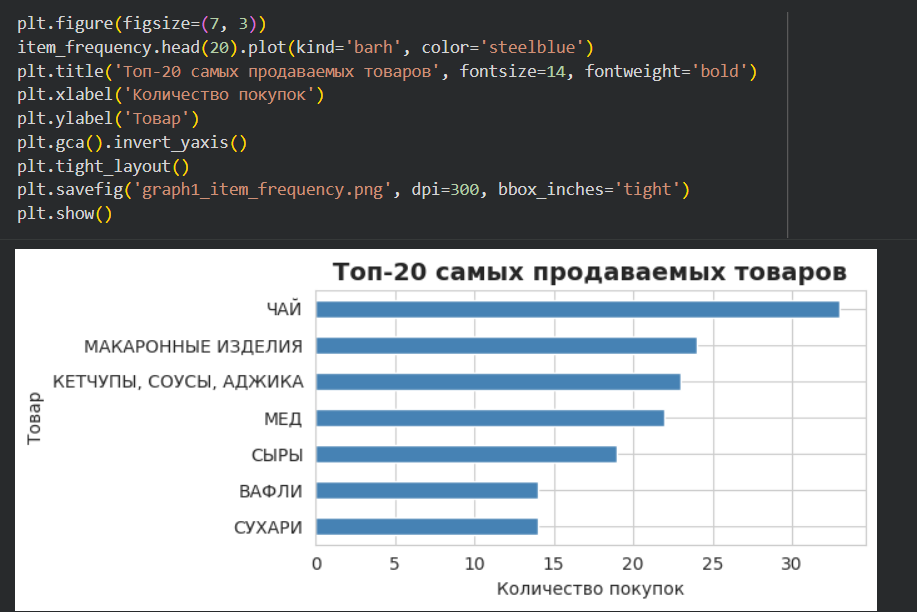 plt.figure(figsize=(7, 3))
item_frequency.head(20).plot(kind='barh', color='steelblue')
plt.title('Топ-20 самых продаваемых товаров', fontsize=14, fontweight='bold')
plt.xlabel('Количество покупок')
plt.ylabel('Товар')
plt.gca().invert_yaxis()
plt.tight_layout()
plt.savefig('graph1_item_frequency.png', dpi=300, bbox_inches='tight')
plt.show()
Топ-20 самых продаваемых товаров
ЧАЙ
МАКАРОННЫЕ ИЗДЕЛИЯ
КЕТЧУПЫ, СОУСЫ, АДЖИКА
МЕД
СЫРЫ
ВАФЛИ
СУХАРИ
Товар
0 5 10 15 20 25 30
Количество покупок